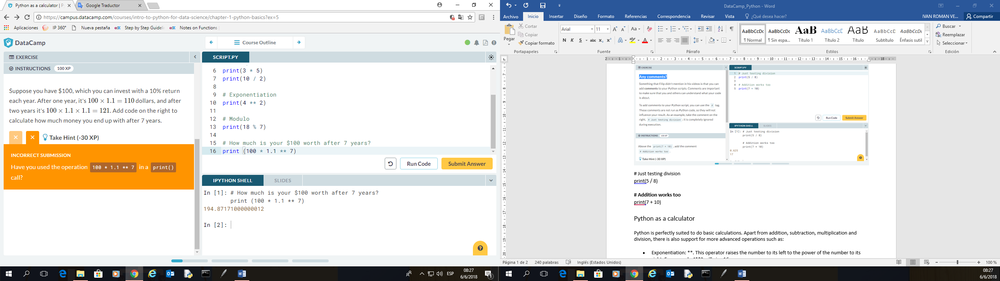 Python as a calculator | P
Google Traductor
https://campus.datacamp.com/courses/intro-to-python-for-data-science/chapter-1-python-basics?ex=5
Aplicaciones IP 360° Nueva pestaña Step by Step Guideli Notes on Functions
DataCamp
Course Outline
EXERCISE
INSTRUCTIONS 100 XP
Suppose you have $100, which you can invest with a 10% return
each year. After one year, it's 100 × 1.1 = 110 dollars, and after
two years it's 100 × 1.1 × 1.1 = 121. Add code on the right to
calculate how much money you end up with after 7 years.
Take Hint (-30 XP)
INCORRECT SUBMISSION
Have you used the operation 100 * 1.1 ** 7 in a print()
call?
SCRIPT.PY
6 print(3 * 5)
7 print(10 / 2)
8
9 # Exponentiation
10 print(4 ** 2)
11
12 # Modulo
13 print(18 % 7)
14
15 # How much is your $100 worth after 7 years?
16 print (100 * 1.1 ** 7)
Run Code
Submit Answer
IPYTHON SHELL SLIDES
In [1]: # How much is your $100 worth after 7 years?
print (100 * 1.1 ** 7)
194.87171000000012
In [2]:
ESP
08:27
6/6/2018
1
DataCamp_Python - Word
Archivo Inicio Insertar Diseño Formato Referencias Correspondencia Revisar Vista ¿Qué desea hacer? IVAN ROMAN VE... Compartir
Pegar
Cortar
Copiar
Copiar formato
Portapapeles
Arial 11
N K S abc x₂ x²
Fuente
Párrafo
AaBbCcDc AaBbCcDc AaB AaBbCcE AaB AaBbCcC AaBbCcDc
¶ Normal ¶ Sin espa... Título 1 Título 2 Título Subtítulo Énfasis sutil
Estilos
Buscar
Reemplazar
Seleccionar
Edición
EXERCISE
Any comments?
Something that Filip didn't mention in his videos is that you can
add comments to your Python scripts. Comments are important
to make sure that you and others can understand what your code
is about.
To add comments to your Python script, you can use the # tag.
These comments are not run as Python code, so they will not
influence your result. As an example, take the comment on the
right, # Just testing division ; it is completely ignored
during execution.
INSTRUCTIONS 100 XP
Above the print(7 + 10) , add the comment
# Addition works too .
Take Hint (-30 XP)
SCRIPT.PY
1 # Just testing division
2 print(5 / 8)
3
4 # Addition works too
5 print(7 + 10)
Run Code
Submit Answer
IPYTHON SHELL SLIDES
In [1]: # Just testing division
print(5 / 8)
# Addition works too
print(7 + 10)
0.625
17
# Just testing division
print(5 / 8)
# Addition works too
print(7 + 10)
Python as a calculator
Python is perfectly suited to do basic calculations. Apart from addition, subtraction, multiplication and
division, there is also support for more advanced operations such as:
• Exponentiation: **. This operator raises the number to its left to the power of the number to its
Página 1 de 2 240 palabras Inglés (Estados Unidos) 100 %
08:27
6/6/2018